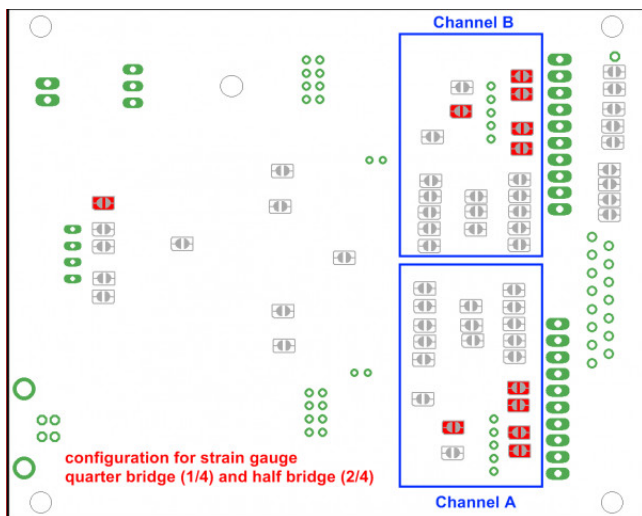 Channel B
configuration for strain gauge
quarter bridge (1/4) and half bridge (2/4)
Channel A